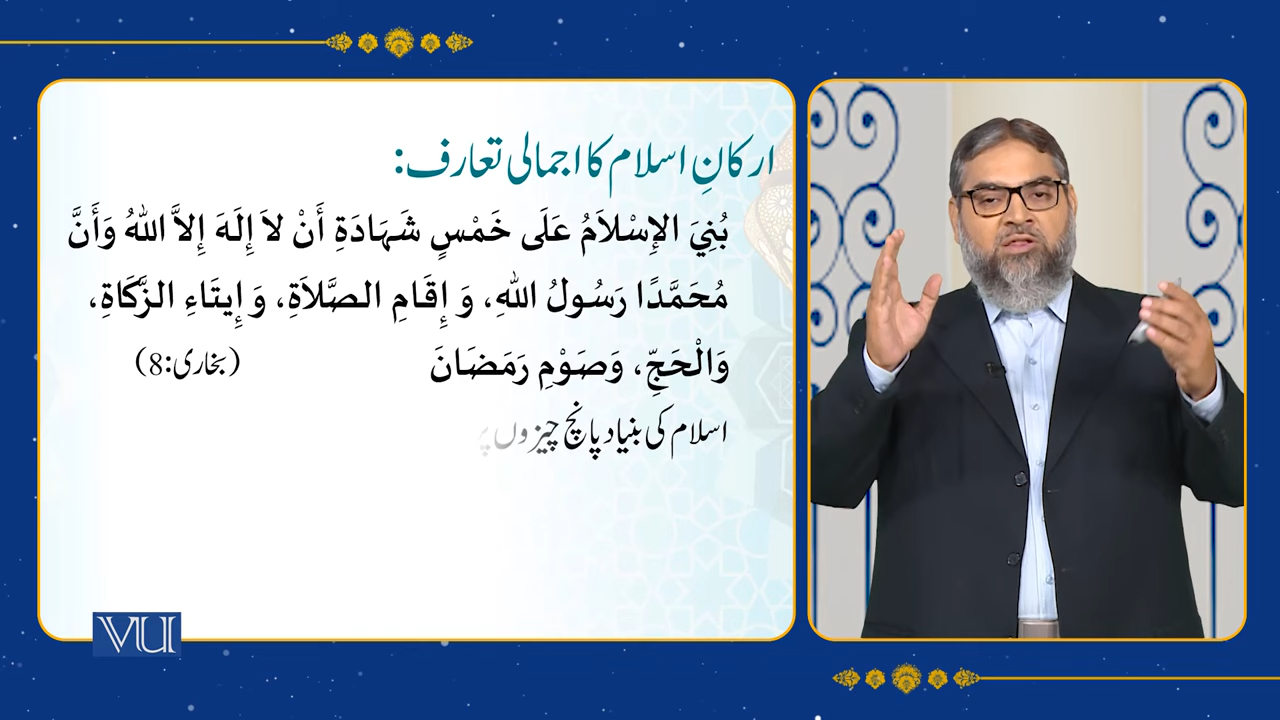 ارکانِ اسلام کا اجمالی تعارف:
بُنِيَ الإِسْلاَمُ عَلَى خَمْسٍ شَهَادَةِ أَنْ لاَ إِلَهَ إِلاَّ اللهُ وَأَنَّ
مُحَمَّدًا رَسُولُ اللهِ، وَ إِقَامِ الصَّلاَةِ، وَ إِيتَاءِ الزَّكَاةِ،
وَالْحَجِّ، وَصَوْمِ رَمَضَانَ (بخاری:8)
اسلام کی بنیاد پانچ چیزوں پر
VU